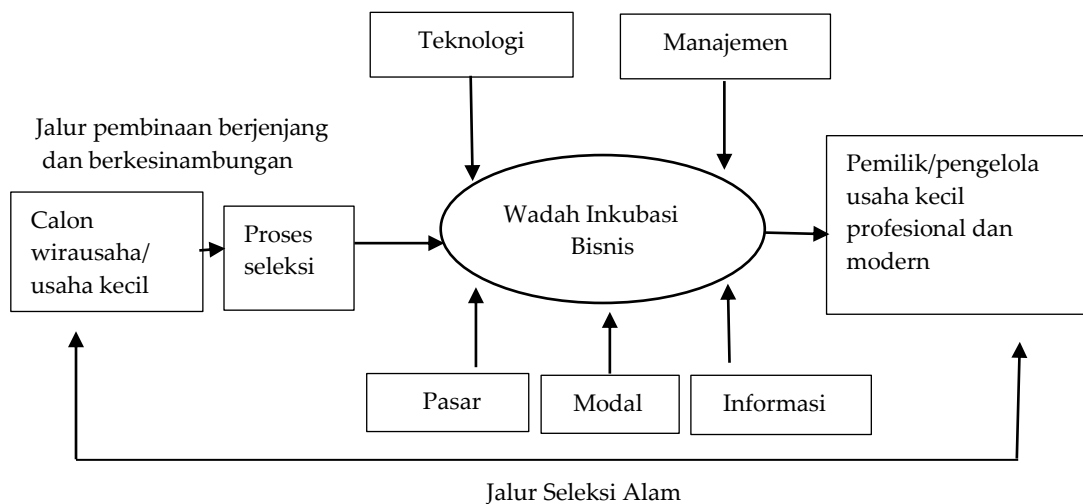 Teknologi
Manajemen
Jalur pembinaan berjenjang
dan berkesinambungan
Calon
wirausaha/
usaha kecil
Proses
seleksi
Wadah Inkubasi
Bisnis
Pemilik/pengelola
usaha kecil
profesional dan
modern
Pasar
Modal
Informasi
Jalur Seleksi Alam